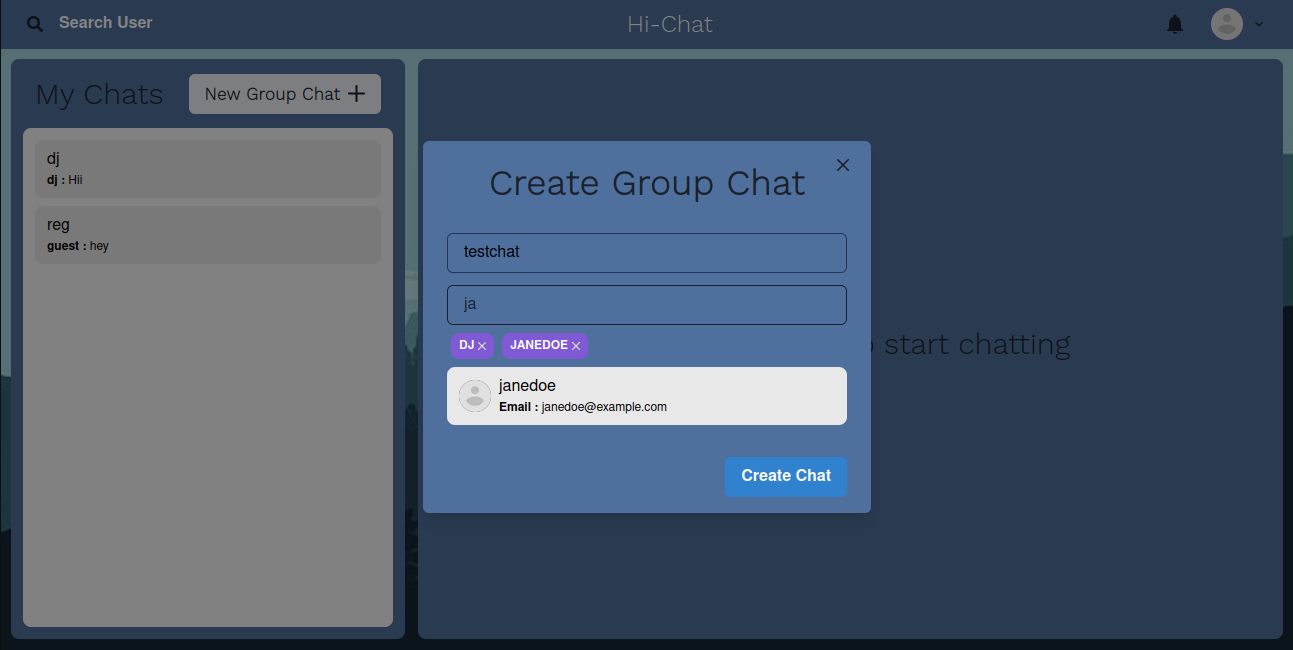 Search User
Hi-Chat
My Chats
New Group Chat
dj
dj : Hii
reg
guest : hey
Create Group Chat
testchat
ja
DJ
JANEDOE
janedoe
Email : janedoe@example.com
Create Chat
start chatting